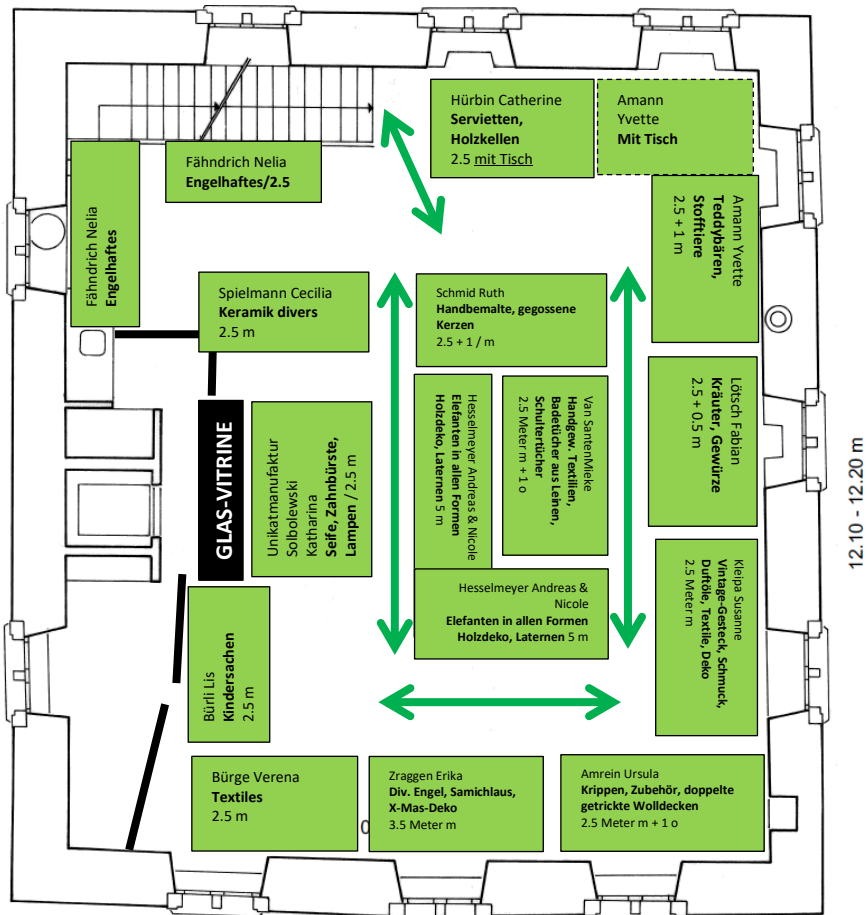 Hürbin Catherine
Servietten,
Holzkellen
2.5 mit Tisch
Amann
Yvette
Mit Tisch
Fähndrich Nelia
Engelhaftes/2.5
Fähndrich Nelia
Engelhaftes
Amann Yvette
Teddybären,
Stofftiere
2.5 + 1 m
Spielmann Cecilia
Keramik divers
2.5 m
Schmid Ruth
Handbemalte, gegossene
Kerzen
2.5 + 1 / m
Lötsch Fabian
Kräuter, Gewürze
2.5 + 0.5 m
Hesselmeyer Andreas & Nicole
Elefanten in allen Formen
Holzdeko, Laternen 5 m
Van SantenMieke
Handgew. Textilien,
Badetücher aus Leinen,
Schultertücher
2.5 Meter m + 1 o
GLAS-VITRINE
Unikatmanufaktur
Solbolewski
Katharina
Seife, Zahnbürste,
Lampen / 2.5 m
12.10 - 12.20 m
Hesselmeyer Andreas &
Nicole
Elefanten in allen Formen
Holzdeko, Laternen 5 m
Kleipa Susanne
Vintage-Gesteck, Schmuck,
Duftöle, Textile, Deko
2.5 Meter m
Bürli Lis
Kindersachen
2.5 m
Bürge Verena
Textiles
2.5 m
Zraggen Erika
Div. Engel, Samichlaus,
X-Mas-Deko
3.5 Meter m
Amrein Ursula
Krippen, Zubehör, doppelte
getrickte Wolldecken
2.5 Meter m + 1 o